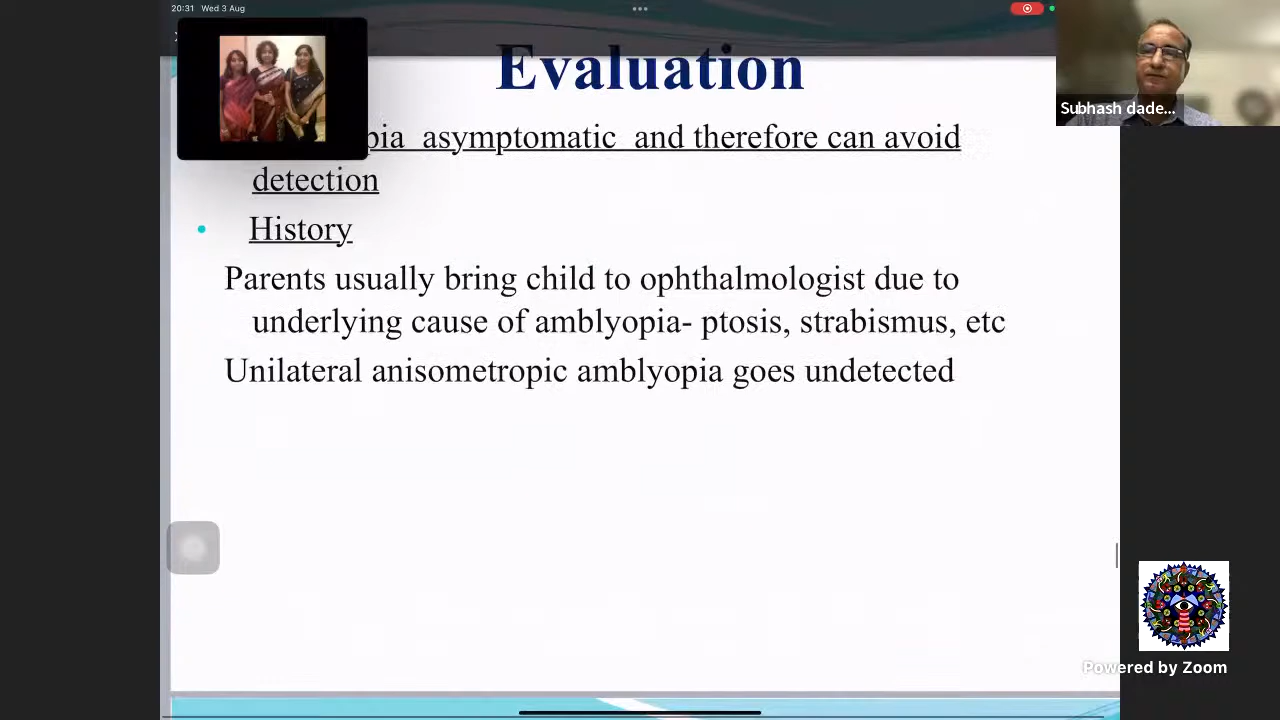 20:31 Wed 3 Aug
Evaluation
Subhash dade...
asymptomatic and therefore can avoid
detection
• History
Parents usually bring child to ophthalmologist due to
underlying cause of amblyopia- ptosis, strabismus, etc
Unilateral anisometropic amblyopia goes undetected
Powered by Zoom